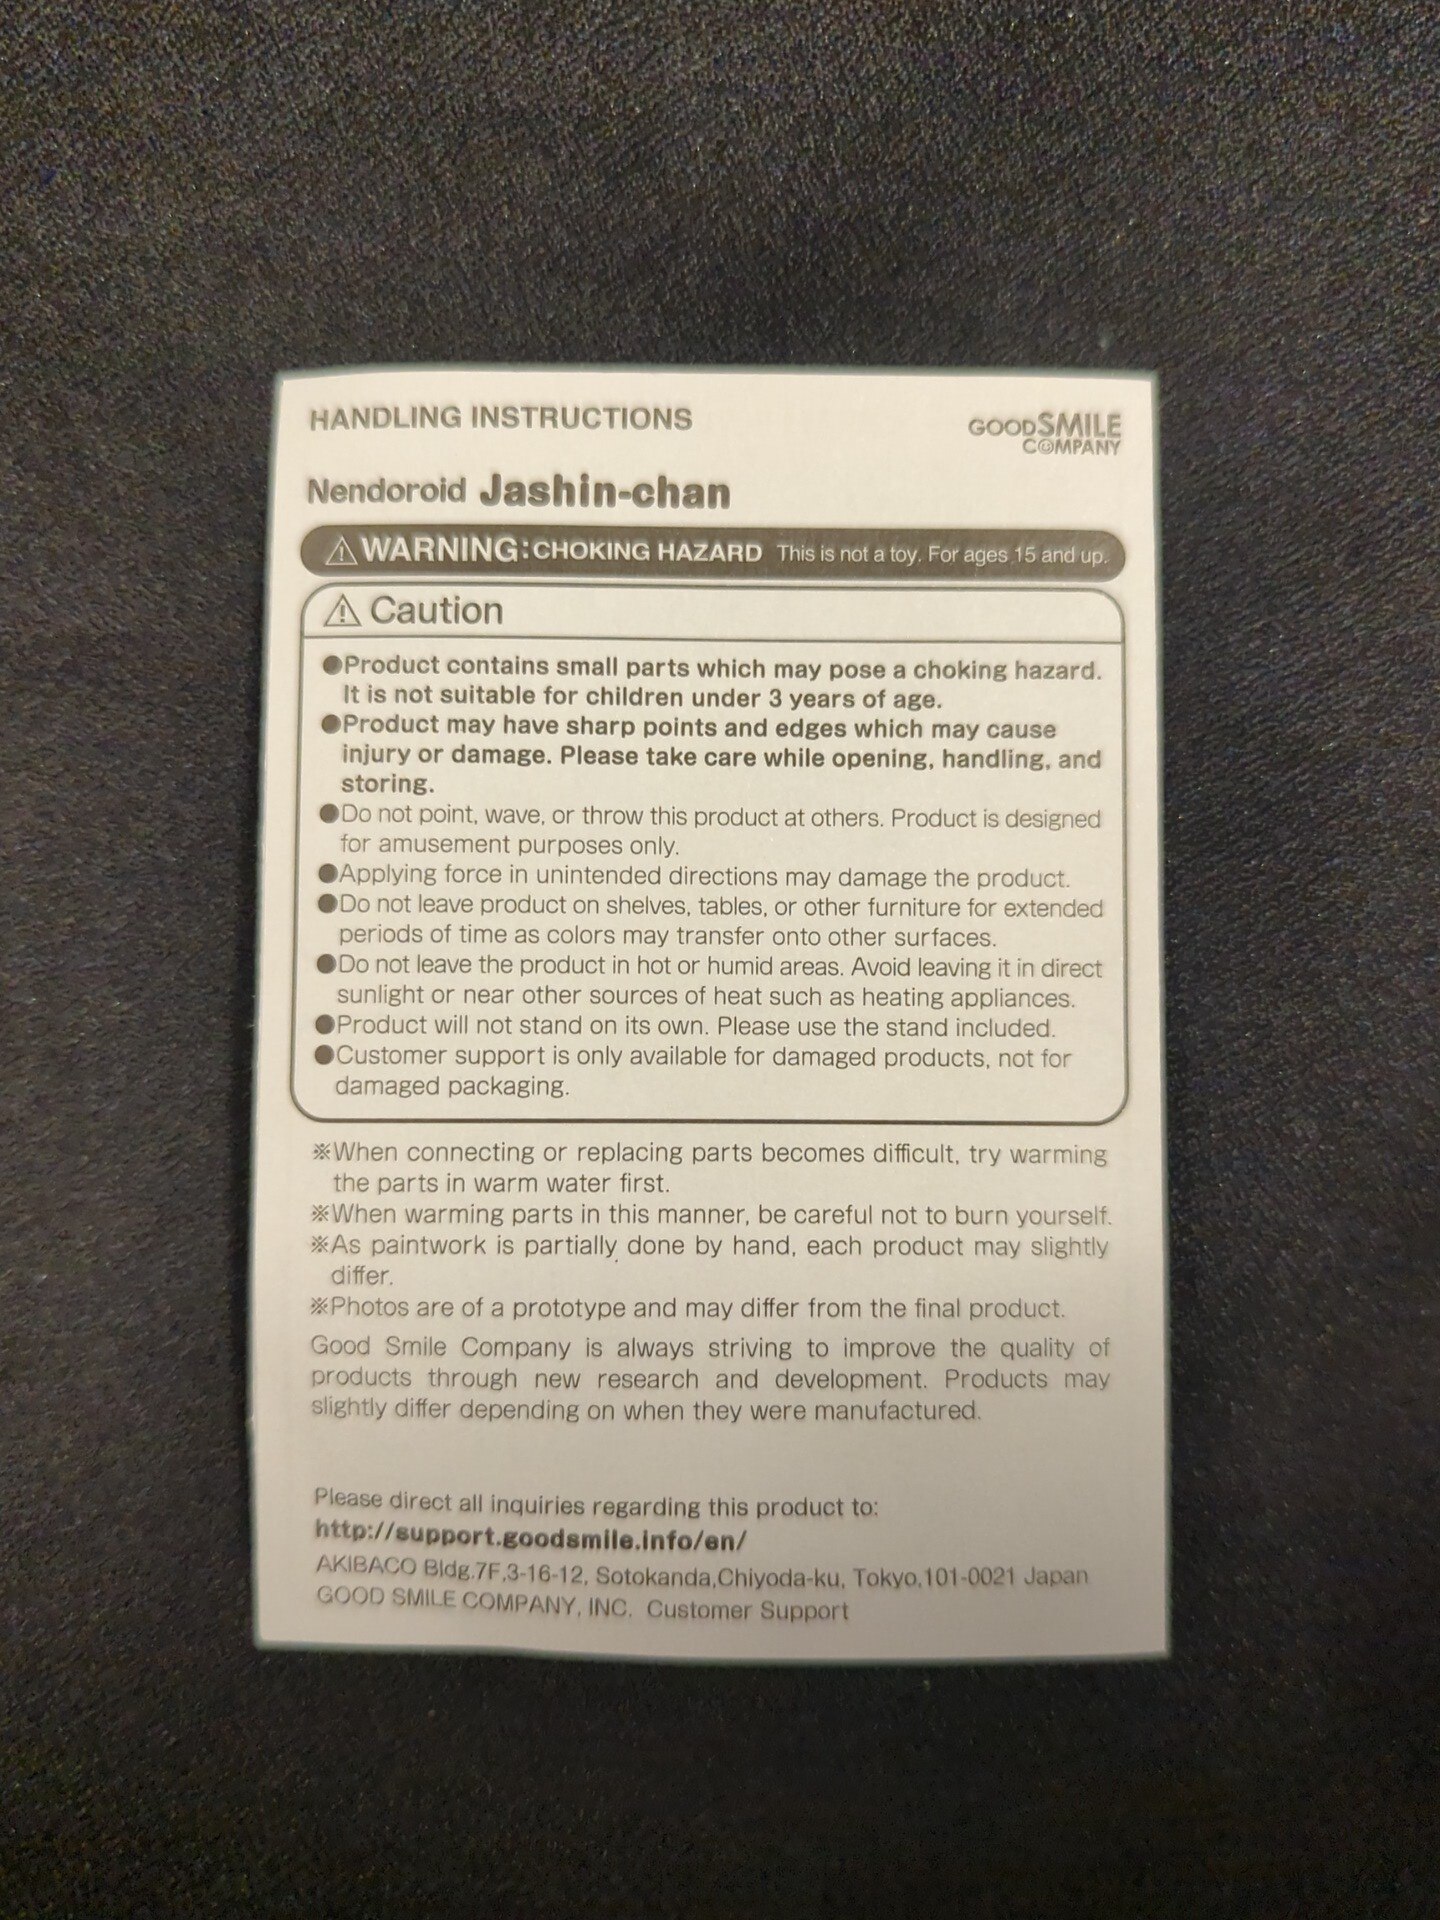 HANDLING INSTRUCTIONS
GOODSMILE
COMPANY
Nendoroid Jashin-chan
⚠WARNING:CHOKING HAZARD This is not a toy. For ages 15 and up.
⚠ Caution
●Product contains small parts which may pose a choking hazard.
It is not suitable for children under 3 years of age.
●Product may have sharp points and edges which may cause
injury or damage. Please take care while opening, handling, and
storing.
●Do not point, wave, or throw this product at others. Product is designed
for amusement purposes only.
●Applying force in unintended directions may damage the product.
●Do not leave product on shelves, tables, or other furniture for extended
periods of time as colors may transfer onto other surfaces.
●Do not leave the product in hot or humid areas. Avoid leaving it in direct
sunlight or near other sources of heat such as heating appliances.
●Product will not stand on its own. Please use the stand included.
●Customer support is only available for damaged products, not for
damaged packaging.
※When connecting or replacing parts becomes difficult, try warming
the parts in warm water first.
※When warming parts in this manner, be careful not to burn yourself.
※As paintwork is partially done by hand, each product may slightly
differ.
※Photos are of a prototype and may differ from the final product.
Good Smile Company is always striving to improve the quality of
products through new research and development. Products may
slightly differ depending on when they were manufactured.
Please direct all inquiries regarding this product to:
http://support.goodsmile.info/en/
AKIBACO Bldg.7F,3-16-12, Sotokanda,Chiyoda-ku, Tokyo,101-0021 Japan
GOOD SMILE COMPANY, INC. Customer Support